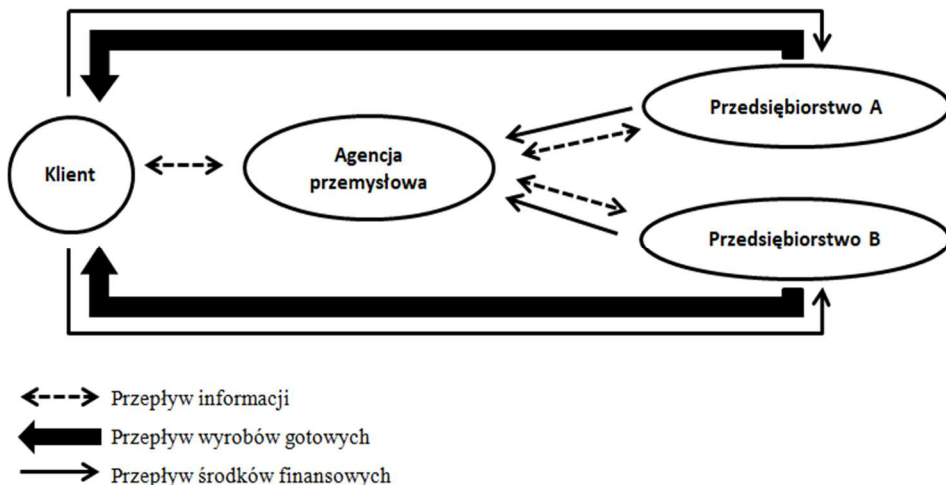 Klient
Agencja
przemysłowa
Przedsiębiorstwo A
Przedsiębiorstwo B
Przepływ informacji
Przepływ wyrobów gotowych
Przepływ środków finansowych